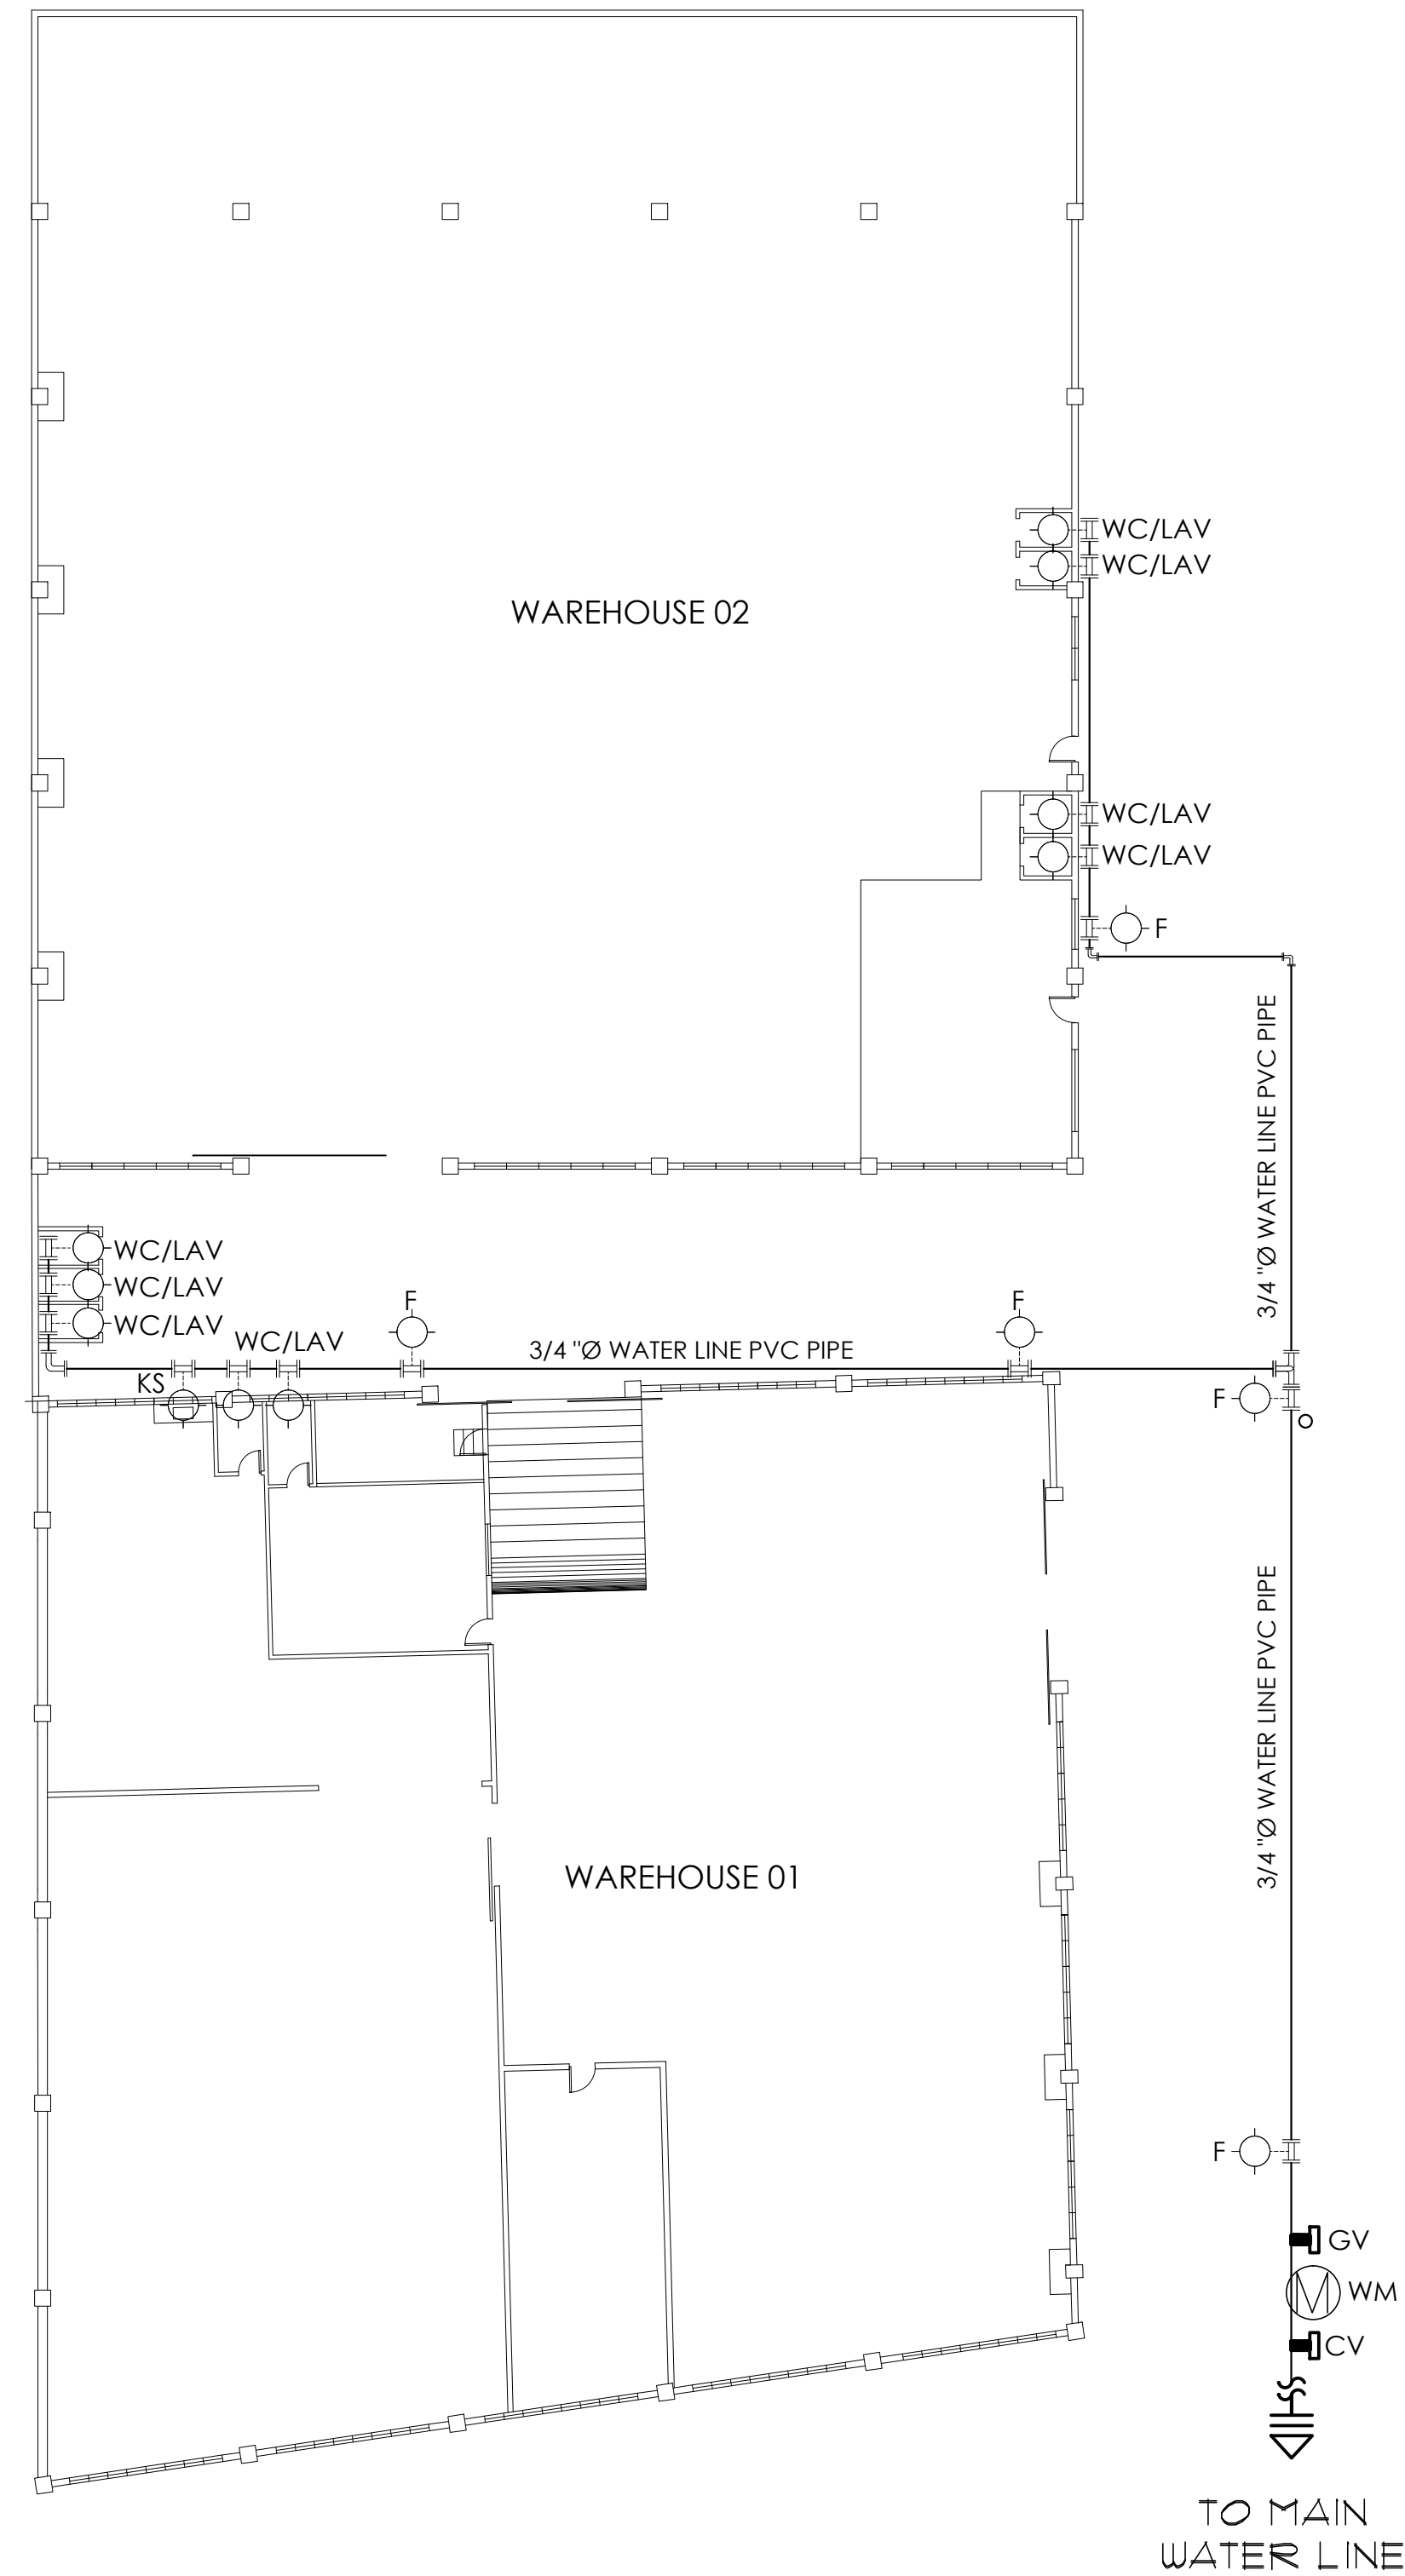 WC/LAV
WC/LAV
WAREHOUSE 02
WC/LAV
WC/LAV
F
3/4 "Ø WATER LINE PVC PIPE
WC/LAV
WC/LAV
WC/LAV
WC/LAV
F
F
3/4 "Ø WATER LINE PVC PIPE
KS
F
3/4 "Ø WATER LINE PVC PIPE
WAREHOUSE 01
F
GV
M WM
CV
TO MAIN
WATER LINE